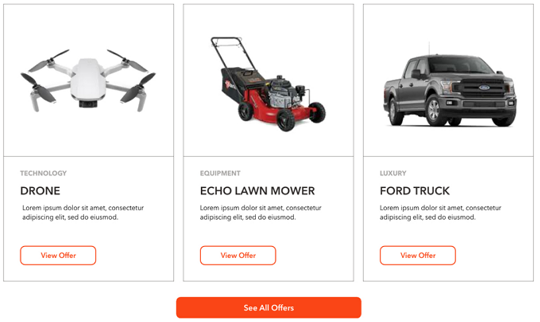 TECHNOLOGY
DRONE
Lorem ipsum dolor sit amet, consectetur
adipiscing elit, sed do eiusmod.
View Offer
EQUIPMENT
ECHO LAWN MOWER
Lorem ipsum dolor sit amet, consectetur
adipiscing elit, sed do eiusmod.
View Offer
LUXURY
FORD TRUCK
Lorem ipsum dolor sit amet, consectetur
adipiscing elit, sed do eiusmod.
View Offer
See All Offers